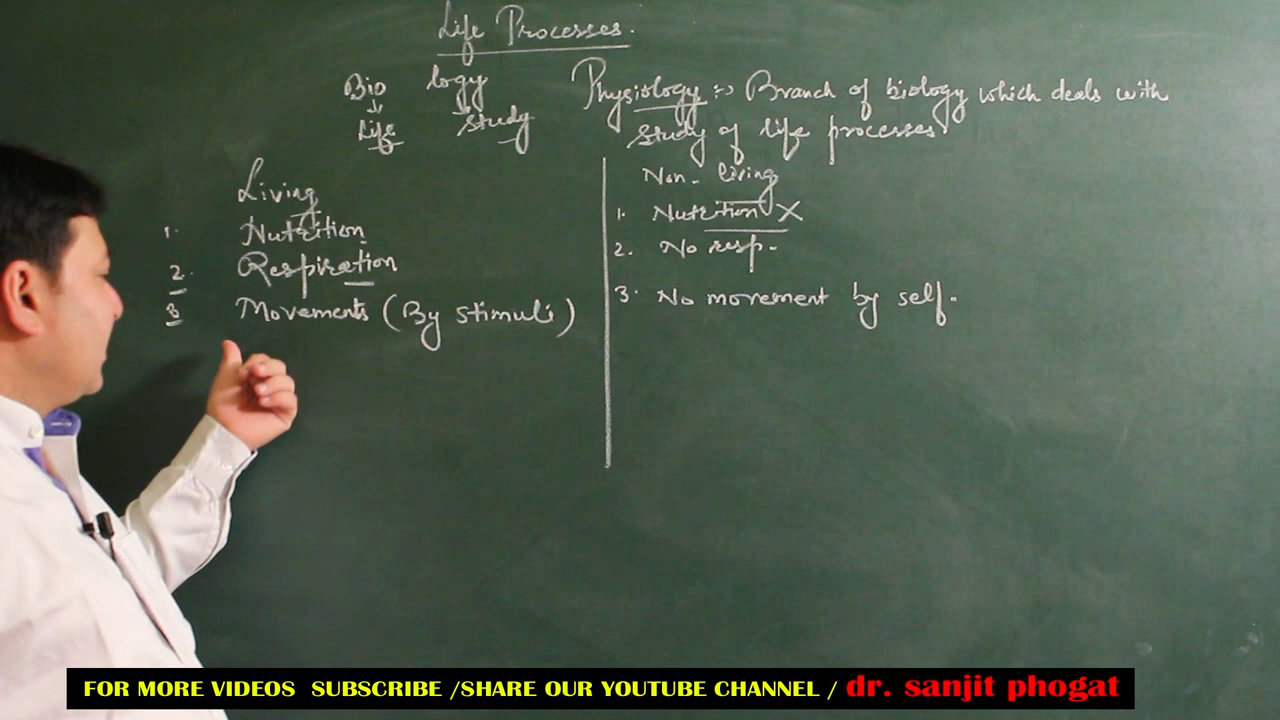 Life Processes.
Bio logy Physiology :-> Branch of biology which deals with
Life study study of life processes.
Living
1. Nutrition
2. Respiration
3 Movements (By stimuli)
Non-living
1. Nutrition X
2. No resp.
3. No movement by self.
FOR MORE VIDEOS SUBSCRIBE /SHARE OUR YOUTUBE CHANNEL / dr. sanjit phogat